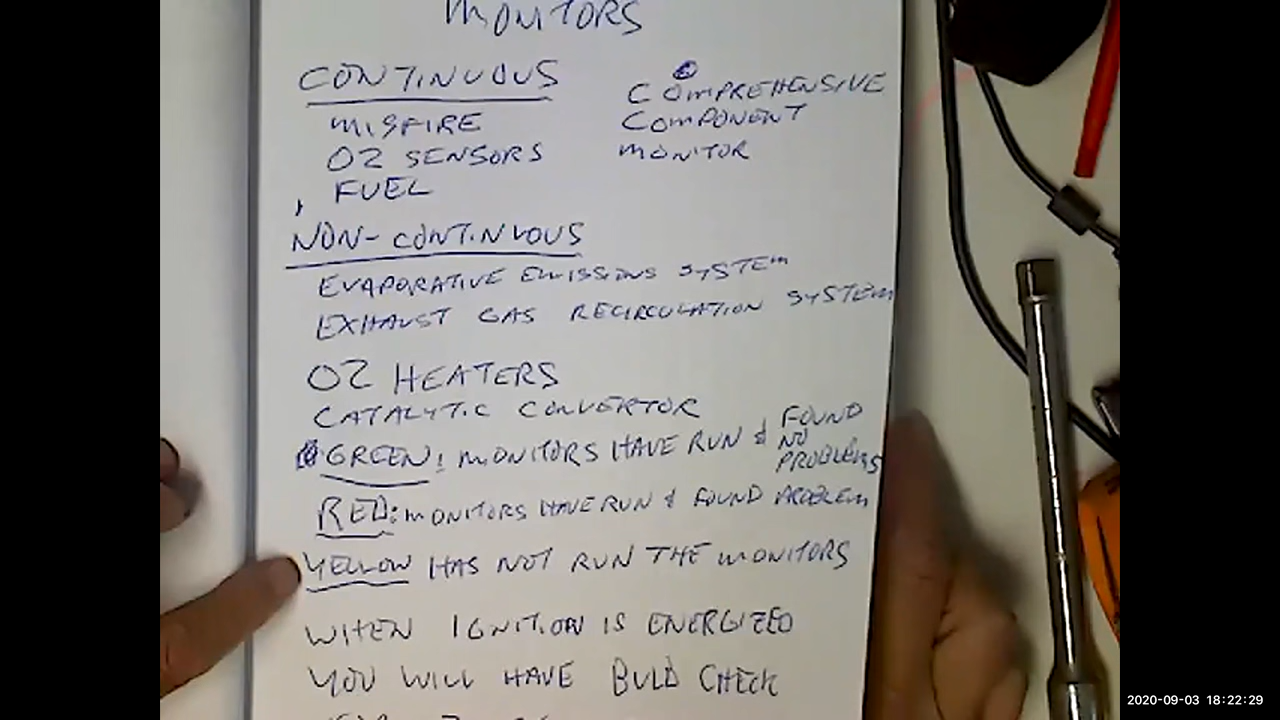 MONITORS
CONTINUOUS
MISFIRE
O2 SENSORS
FUEL
COMPREHENSIVE
COMPONENT
MONITOR
NON-CONTINUOUS
EVAPORATIVE EMISSIONS SYSTEM
EXHAUST GAS RECIRCULATION SYSTEM
O2 HEATERS
CATALYTIC CONVERTOR
GREEN: MONITORS HAVE RUN & FOUND
NO
PROBLEMS
RED: MONITORS HAVE RUN & FOUND PROBLEM
YELLOW HAS NOT RUN THE MONITORS
WHEN IGNITION IS ENERGIZED
YOU WILL HAVE BULB CHECK
2020-09-03 18:22:29